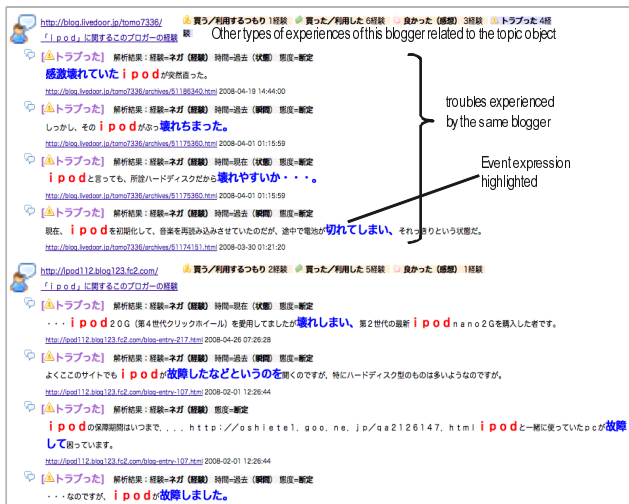 http://blog.livedoor.jp/tomo7336/ 買う／利用するつもり 1経験 買った／利用した 6経験 良かった（感想）3経験 トラブった 4経験
「ｉｐｏｄ」に関するこのブロガーの経験
Other types of experiences of this blogger related to the topic object
[トラブった] 解析結果：経験=ネガ（経験） 時間=過去（状態） 態度=断定
感激壊れていたｉｐｏｄが突然直った。
http://blog.livedoor.jp/tomo7336/archives/51186340.html 2008-04-19 14:44:00
troubles experienced
by the same blogger
[トラブった] 解析結果：経験=ネガ（経験） 時間=過去（瞬間） 態度=断定
しっかし、そのｉｐｏｄがぶっ壊れちまった。
http://blog.livedoor.jp/tomo7336/archives/51175360.html 2008-04-01 01:15:59
[トラブった] 解析結果：経験=ネガ（経験） 時間=現在（状態） 態度=断定
ｉｐｏｄと言っても、所詮ハードディスクだから壊れやすいか・・・。
http://blog.livedoor.jp/tomo7336/archives/51175360.html 2008-04-01 01:15:59
Event expression
highlighted
[トラブった] 解析結果：経験=ネガ（経験） 時間=過去（瞬間） 態度=断定
現在、ｉｐｏｄを初期化して、音楽を再読み込みさせていたのだが、途中で電池が切れてしまい、それっきりという状態だ。
http://blog.livedoor.jp/tomo7336/archives/51174151.html 2008-03-30 01:21:20
http://ipod112.blog123.fc2.com/ 買う／利用するつもり 2経験 買った／利用した 5経験 良かった（感想）1経験
「ｉｐｏｄ」に関するこのブロガーの経験
[トラブった] 解析結果：経験=ネガ（経験） 時間=現在（状態） 態度=断定
・・・ｉｐｏｄ２０Ｇ（第４世代クリックホイール）を愛用してましたが壊れしまい、第２世代の最新ｉｐｏｄｎａｎｏ２Ｇを購入した者です。
http://ipod112.blog123.fc2.com/blog-entry-217.html 2008-04-26 07:26:28
[トラブった] 解析結果：経験=ネガ（経験） 時間=過去（瞬間） 態度=断定
よくここのサイトでもｉｐｏｄが故障したなどというのを聞くのですが，特にハードディスク型のものは多いようなのですが。
http://ipod112.blog123.fc2.com/blog-entry-107.html 2008-02-01 12:26:44
[トラブった] 解析結果：経験=ネガ（経験） 態度=断定
ｉｐｏｄの保障期間はいつまで．．．．ｈｔｔｐ：／／ｏｓｈｉｅｔｅ１．ｇｏｏ．ｎｅ．ｊｐ／ｑａ２１２６１４７．ｈｔｍｌｉｐｏｄと一緒に使っていたｐｃが故障
して困っています。
http://ipod112.blog123.fc2.com/blog-entry-107.html 2008-02-01 12:26:44
[トラブった] 解析結果：経験=ネガ（経験） 時間=過去（瞬間） 態度=断定
・・・なのですが、ｉｐｏｄが故障しました。